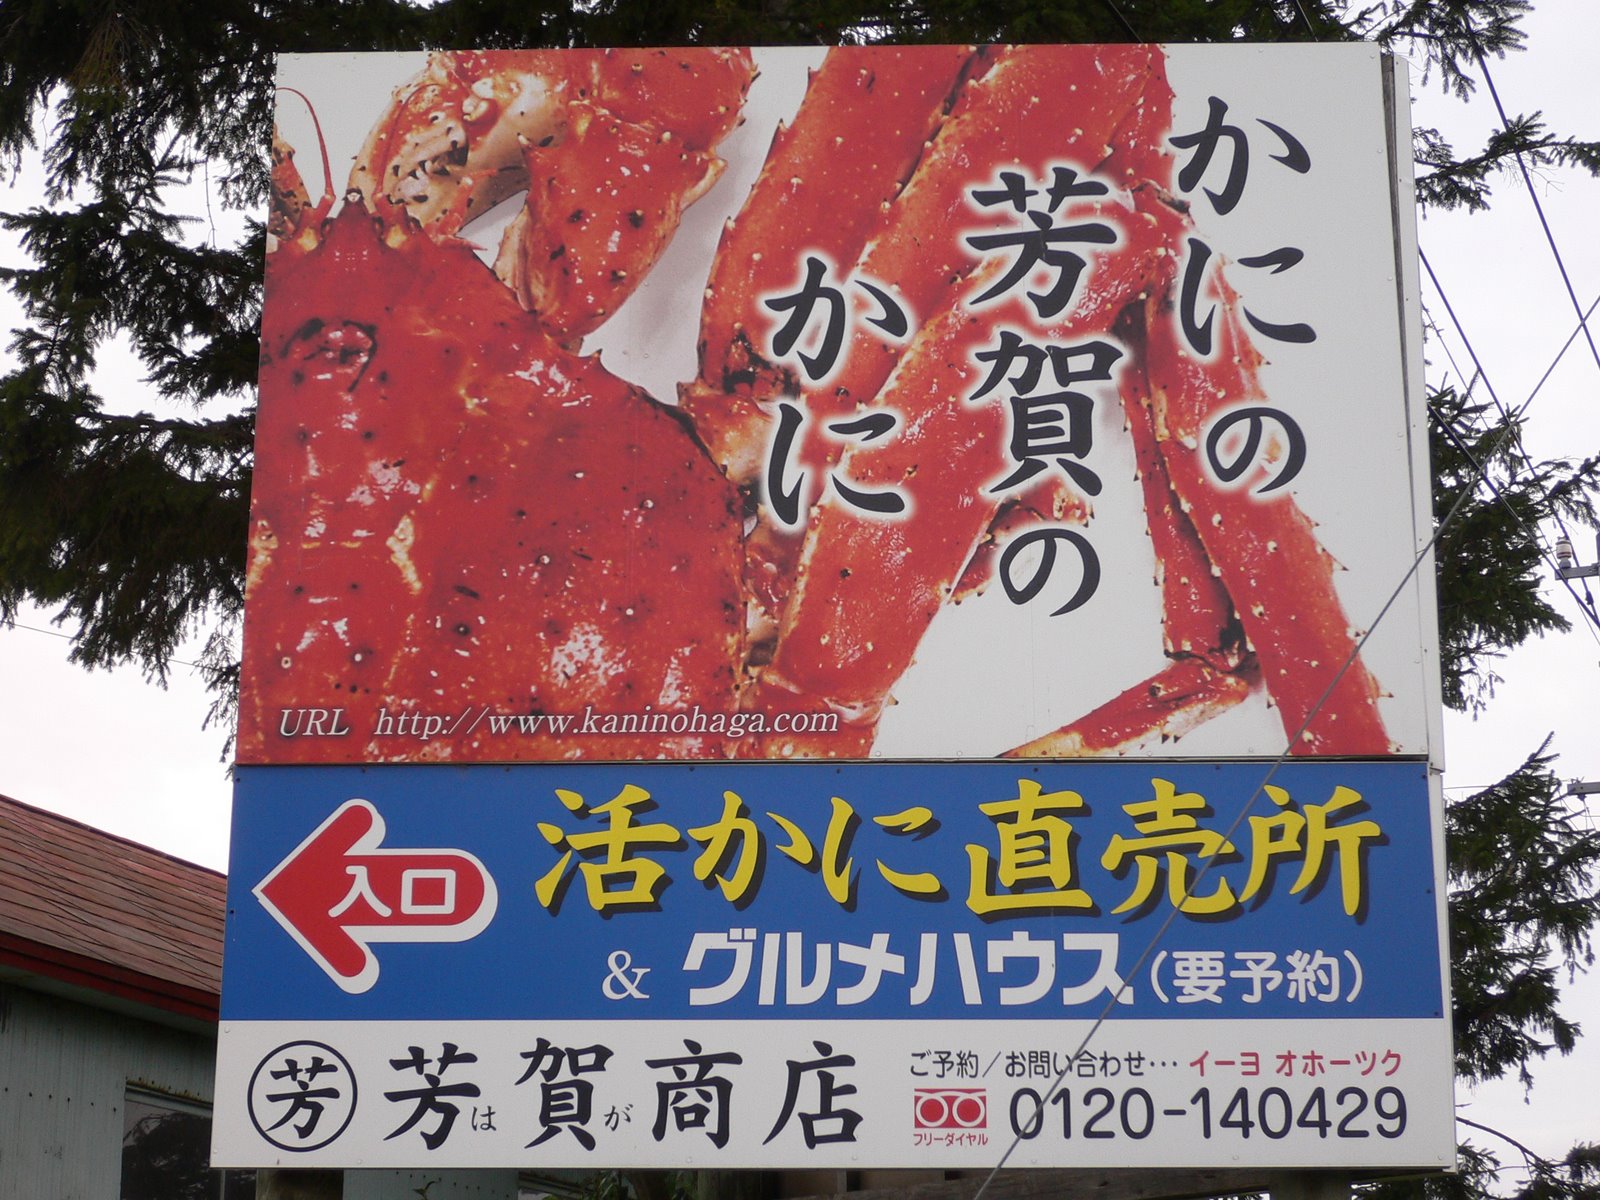 かにの
芳賀の
かに
URL http://www.kaninohaga.com
入口
活かに直売所
& グルメハウス（要予約）
芳 芳は賀が商店
ご予約／お問い合わせ… イーヨ オホーツク
フリーダイヤル 0120-140429